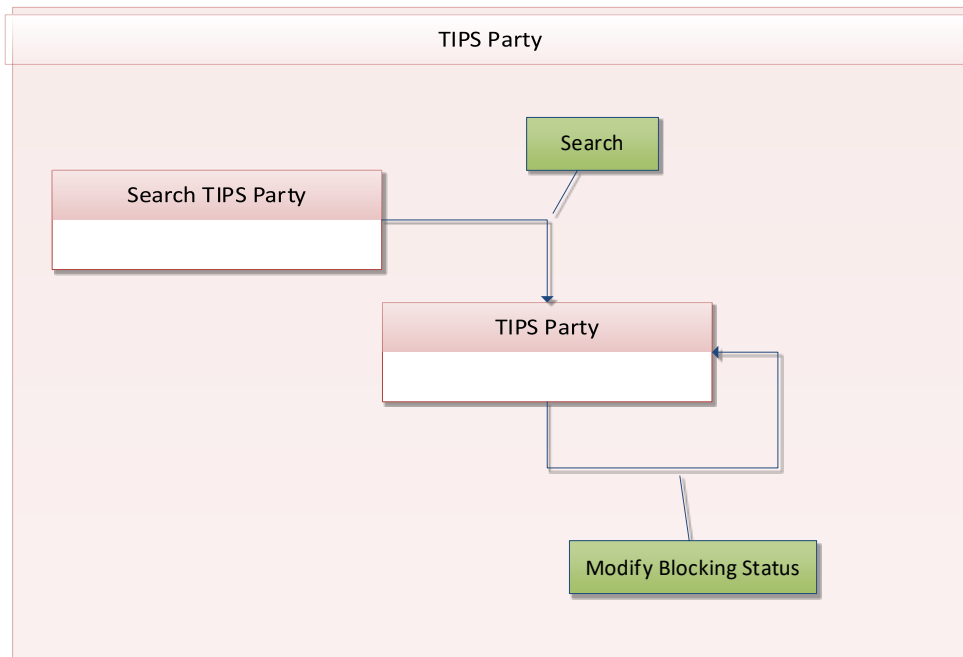 TIPS Party
Search
Search TIPS Party
TIPS Party
Modify Blocking Status